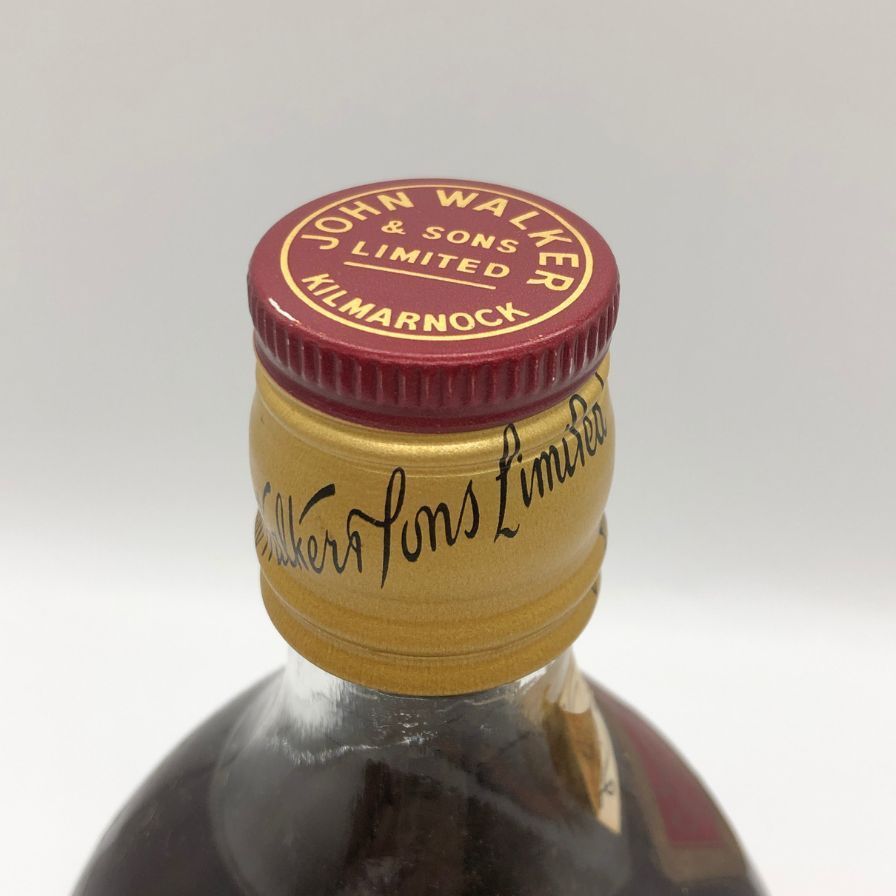 JOHN WALKER
& SONS
LIMITED
KILMARNOCK
Walker & Sons Limited